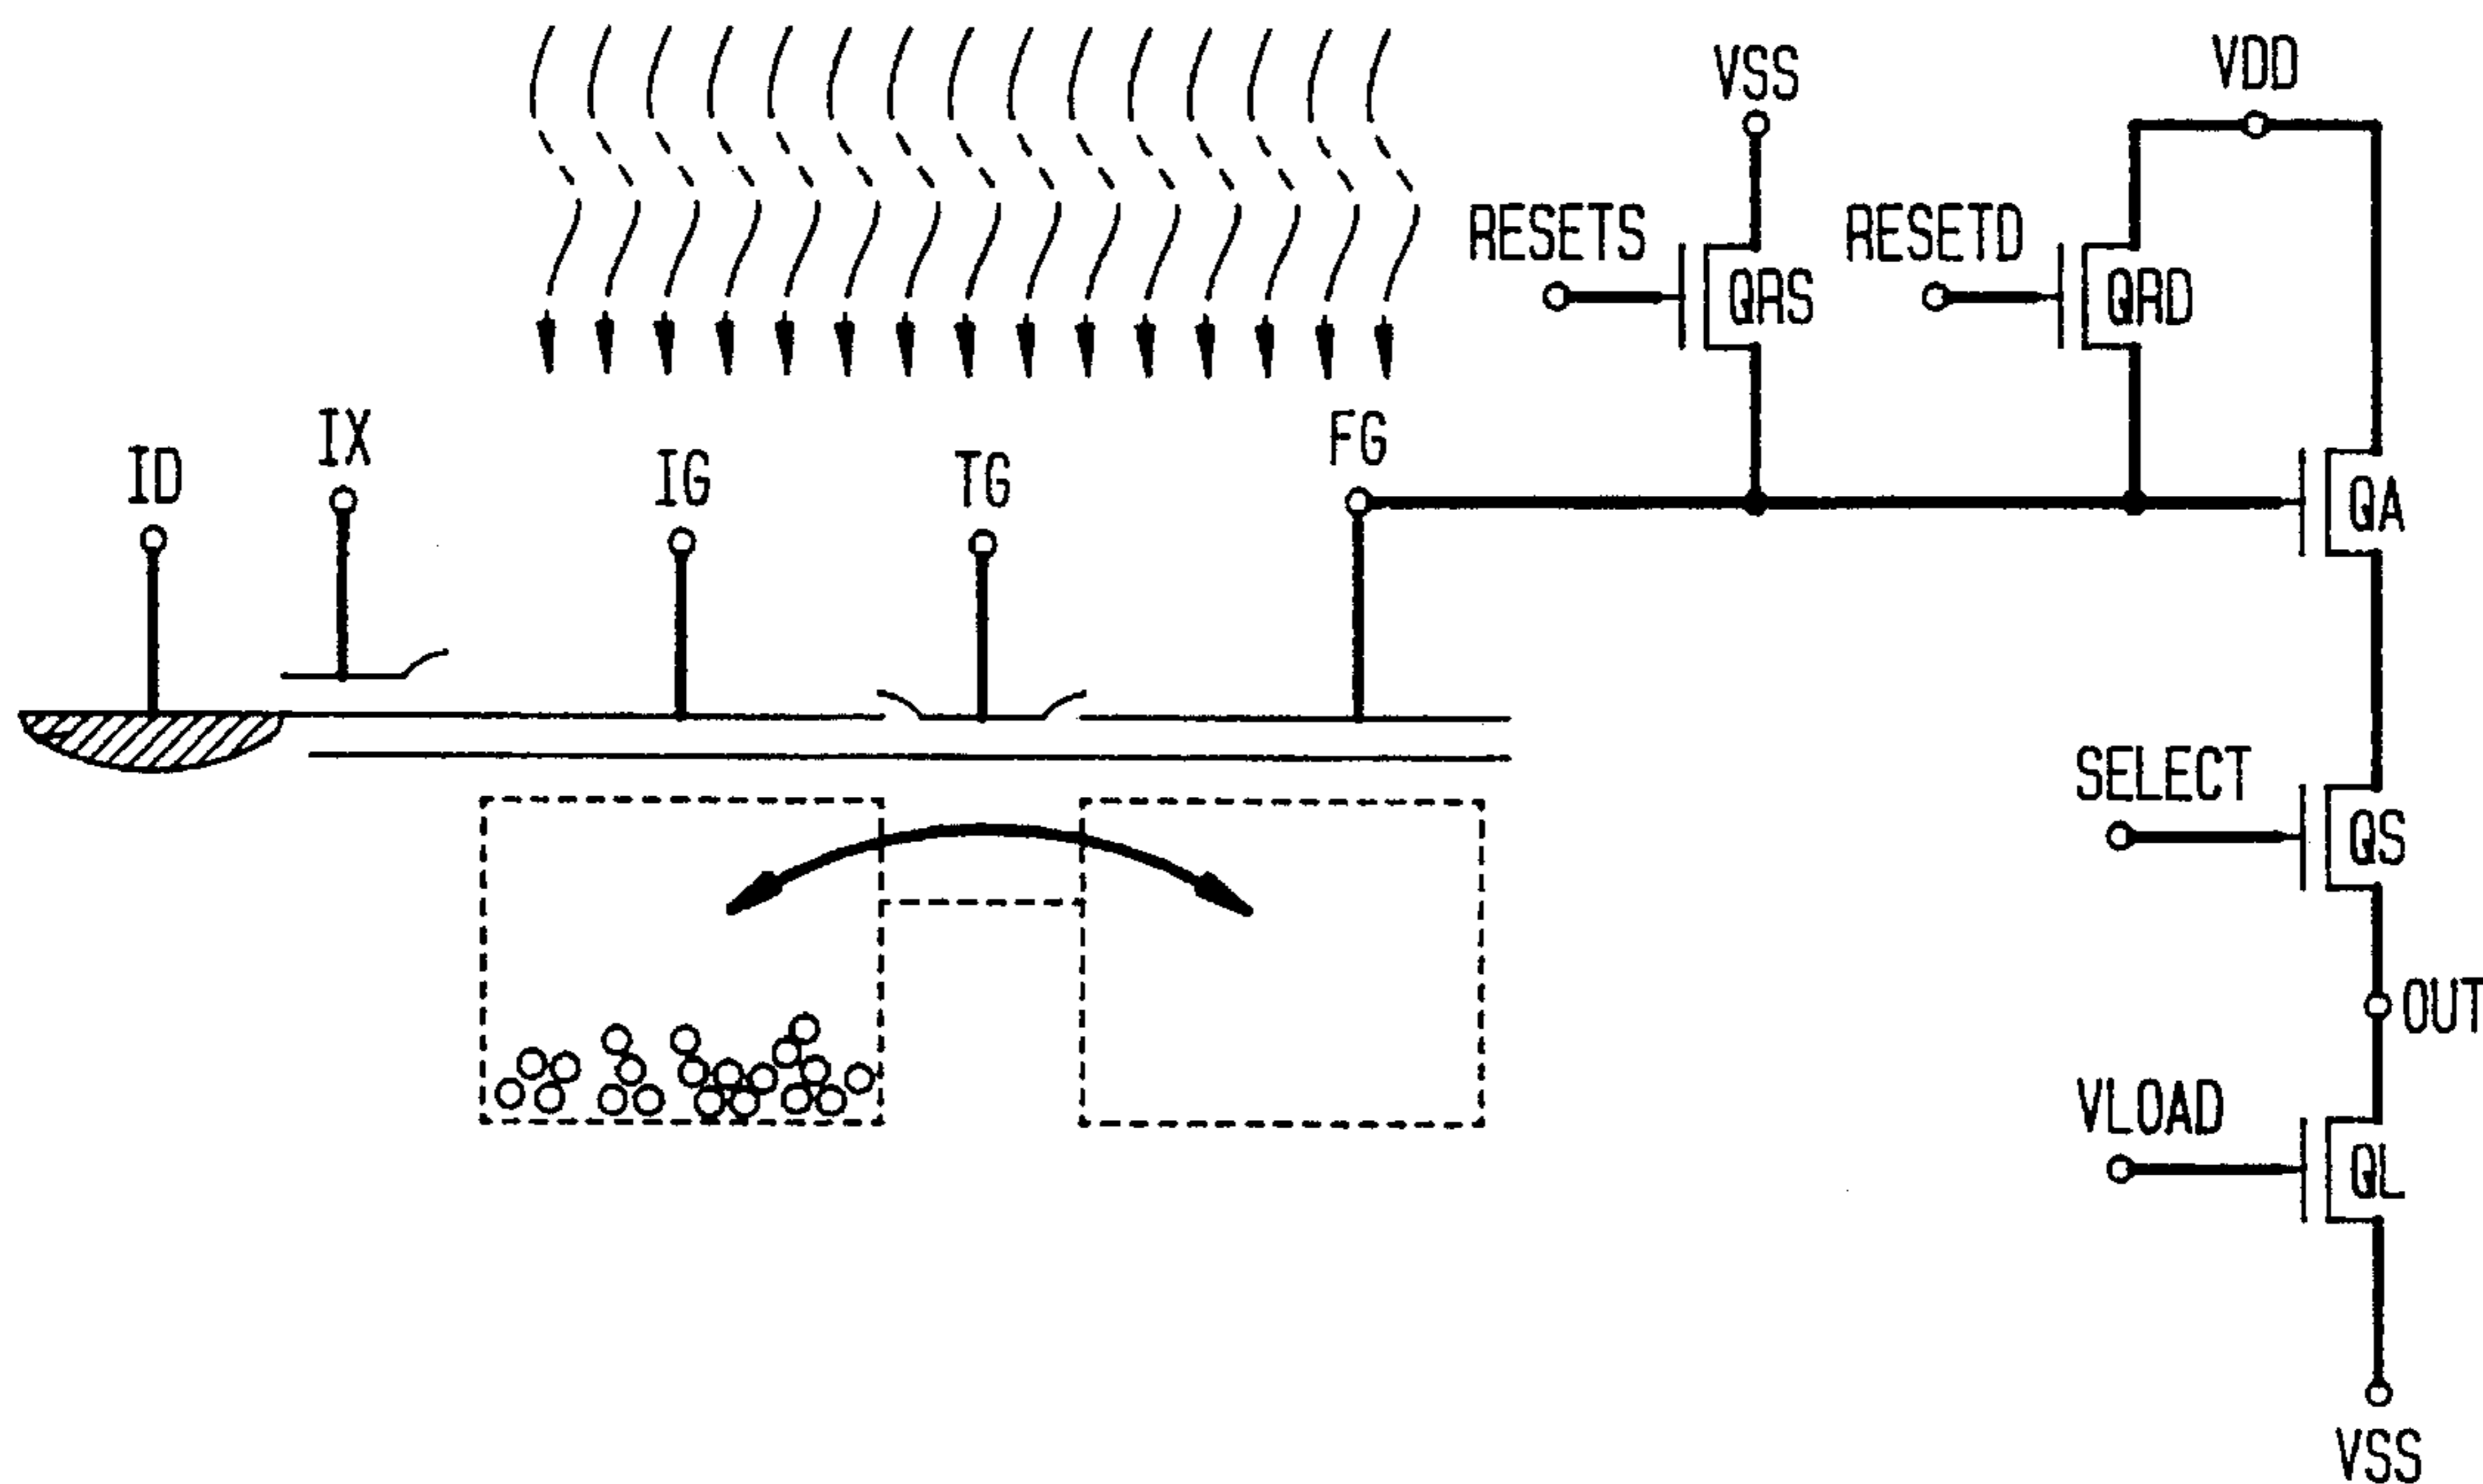 VSS
VDD
RESETS
QRS
RESETD
QRD
ID
IX
IG
TG
FG
QA
SELECT
QS
OUT
VLOAD
QL
VSS